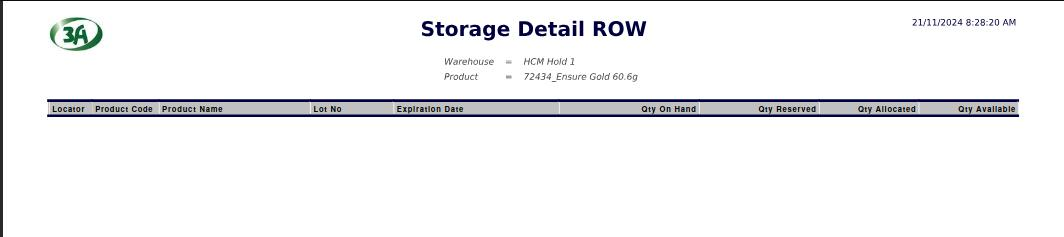 3A
Storage Detail ROW
21/11/2024 8:28:20 AM
Warehouse = HCM Hold 1
Product = 72434_Ensure Gold 60.6g
Locator Product Code Product Name Lot No Expiration Date Qty On Hand Qty Reserved Qty Allocated Qty Available